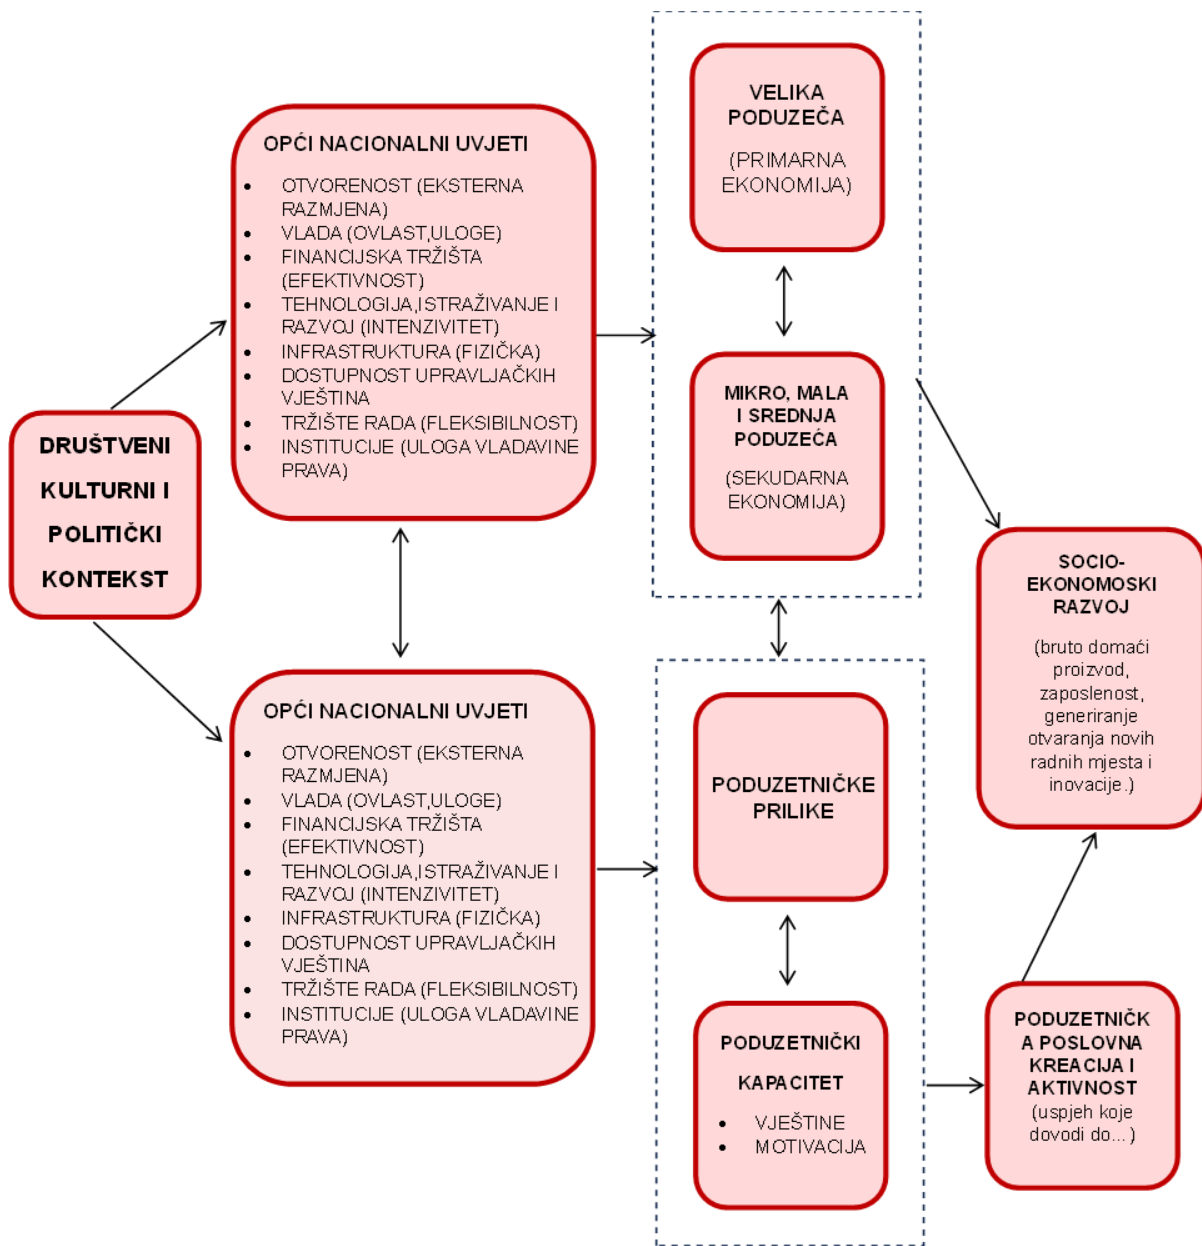 DRUŠTVENI
KULTURNI I
POLITIČKI
KONTEKST
OPĆI NACIONALNI UVJETI
• OTVORENOST (EKSTERNA
RAZMJENA)
• VLADA (OVLAST,ULOGE)
• FINANCIJSKA TRŽIŠTA
(EFEKTIVNOST)
• TEHNOLOGIJA,ISTRAŽIVANJE I
RAZVOJ (INTENZIVITET)
• INFRASTRUKTURA (FIZIČKA)
• DOSTUPNOST UPRAVLJAČKIH
VJEŠTINA
• TRŽIŠTE RADA (FLEKSIBILNOST)
• INSTITUCIJE (ULOGA VLADAVINE
PRAVA)
OPĆI NACIONALNI UVJETI
• OTVORENOST (EKSTERNA
RAZMJENA)
• VLADA (OVLAST,ULOGE)
• FINANCIJSKA TRŽIŠTA
(EFEKTIVNOST)
• TEHNOLOGIJA,ISTRAŽIVANJE I
RAZVOJ (INTENZIVITET)
• INFRASTRUKTURA (FIZIČKA)
• DOSTUPNOST UPRAVLJAČKIH
VJEŠTINA
• TRŽIŠTE RADA (FLEKSIBILNOST)
• INSTITUCIJE (ULOGA VLADAVINE
PRAVA)
VELIKA
PODUZEČA
(PRIMARNA
EKONOMIJA)
MIKRO, MALA
I SREDNJA
PODUZEĆA
(SEKUDARNA
EKONOMIJA)
PODUZETNIČKE
PRILIKE
PODUZETNIČKI
KAPACITET
• VJEŠTINE
• MOTIVACIJA
SOCIO-
EKONOMOSKI
RAZVOJ
(bruto domaći
proizvod,
zaposlenost,
generiranje
otvaranja novih
radnih mjesta i
inovacije.)
PODUZETNIČK
A POSLOVNA
KREACIJA I
AKTIVNOST
(uspjeh koje
dovodi do...)